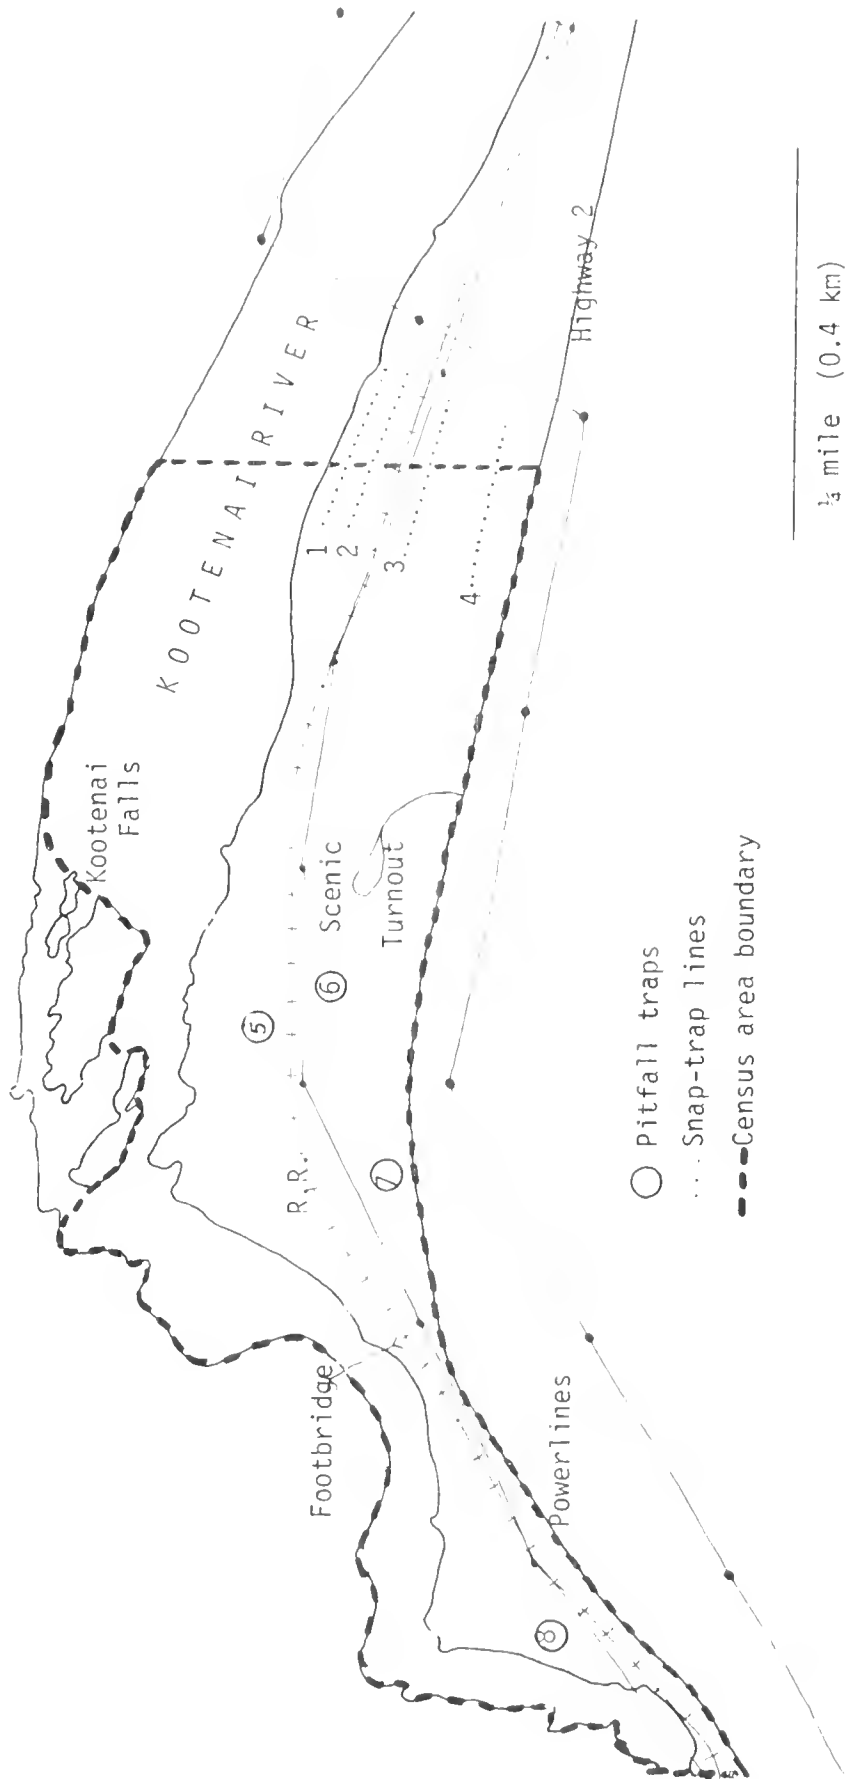 KOOTENAI RIVER
Kootenai
Falls
1
2
3
4
Highway 2
5
6
Scenic
Turnout
7
R.R.
Footbridge
Powerlines
8
Pitfall traps
... Snap-trap lines
Census area boundary
¼ mile (0.4 km)